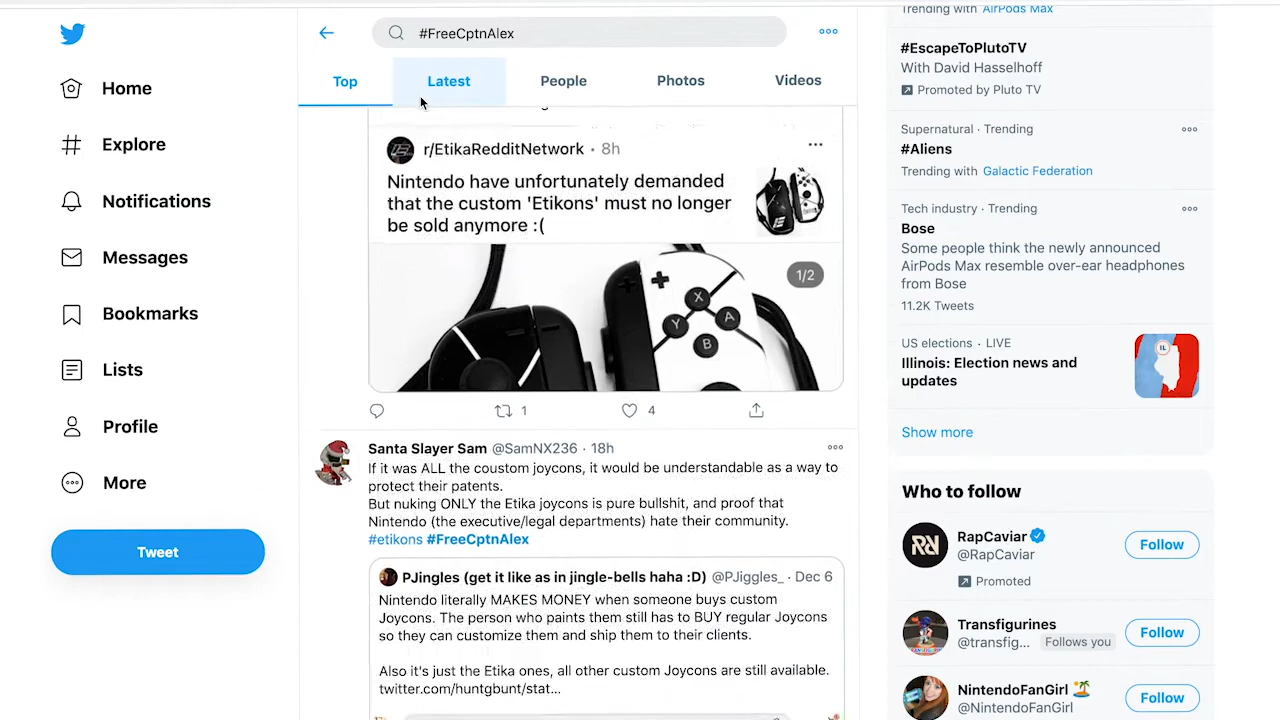 #FreeCptnAlex
Top
Latest
People
Photos
Videos
Home
Explore
Notifications
Messages
Bookmarks
Lists
Profile
More
Tweet
r/EtikaRedditNetwork · 8h
Nintendo have unfortunately demanded
that the custom 'Etikons' must no longer
be sold anymore :(
1/2
X
Y
A
B
1
4
Santa Slayer Sam @SamNX236 · 18h
If it was ALL the coustom joycons, it would be understandable as a way to
protect their patents.
But nuking ONLY the Etika joycons is pure bullshit, and proof that
Nintendo (the executive/legal departments) hate their community.
#etikons #FreeCptnAlex
PJingles (get it like as in jingle-bells haha :D) @PJiggles_ · Dec 6
Nintendo literally MAKES MONEY when someone buys custom
Joycons. The person who paints them still has to BUY regular Joycons
so they can customize them and ship them to their clients.
Also it's just the Etika ones, all other custom Joycons are still available.
twitter.com/huntgbunt/stat...
Trending with AirPods Max
#EscapeToPlutoTV
With David Hasselhoff
Promoted by Pluto TV
Supernatural · Trending
#Aliens
Trending with Galactic Federation
Tech industry · Trending
Bose
Some people think the newly announced
AirPods Max resemble over-ear headphones
from Bose
11.2K Tweets
US elections · LIVE
Illinois: Election news and
updates
IL
Show more
Who to follow
RapCaviar
@RapCaviar
Promoted
Follow
Transfigurines
@transfig... Follows you
Follow
NintendoFanGirl
@NintendoFanGirl
Follow